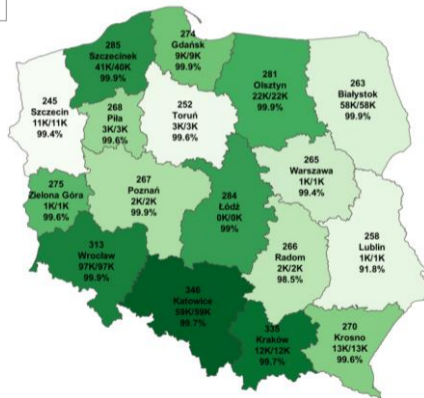 285
Szczecinek
41K/40K
99.9%
274
Gdańsk
9K/9K
99.9%
281
Olsztyn
22K/22K
99.9%
263
Białystok
58K/58K
99.9%
245
Szczecin
11K/11K
99.4%
268
Piła
3K/3K
99.6%
252
Toruń
3K/3K
99.6%
265
Warszawa
1K/1K
99.4%
275
Zielona Góra
1K/1K
99.6%
267
Poznań
2K/2K
99.9%
284
Łódź
0K/0K
99%
258
Lublin
1K/1K
91.8%
266
Radom
2K/2K
98.5%
313
Wrocław
97K/97K
99.9%
346
Katowice
59K/59K
99.7%
338
Kraków
12K/12K
99.7%
270
Krosno
13K/13K
99.6%